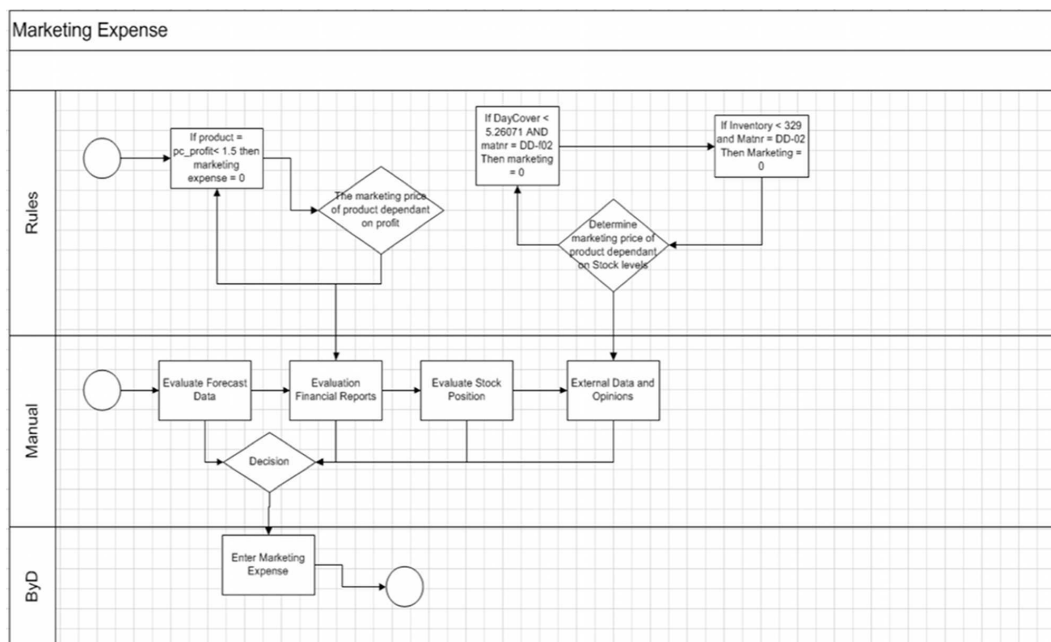 Marketing Expense
Rules
If product =
pc_profit< 1.5 then
marketing
expense = 0
The marketing price
of product dependant
on profit
If DayCover <
5.26071 AND
matnr = DD-f02
Then marketing
= 0
If Inventory < 329
and Matnr = DD-02
Then Marketing =
0
Determine
marketing price of
product dependant
on Stock levels
Manual
Evaluate Forecast
Data
Evaluation
Financial Reports
Evaluate Stock
Position
External Data and
Opinions
Decision
ByD
Enter Marketing
Expense